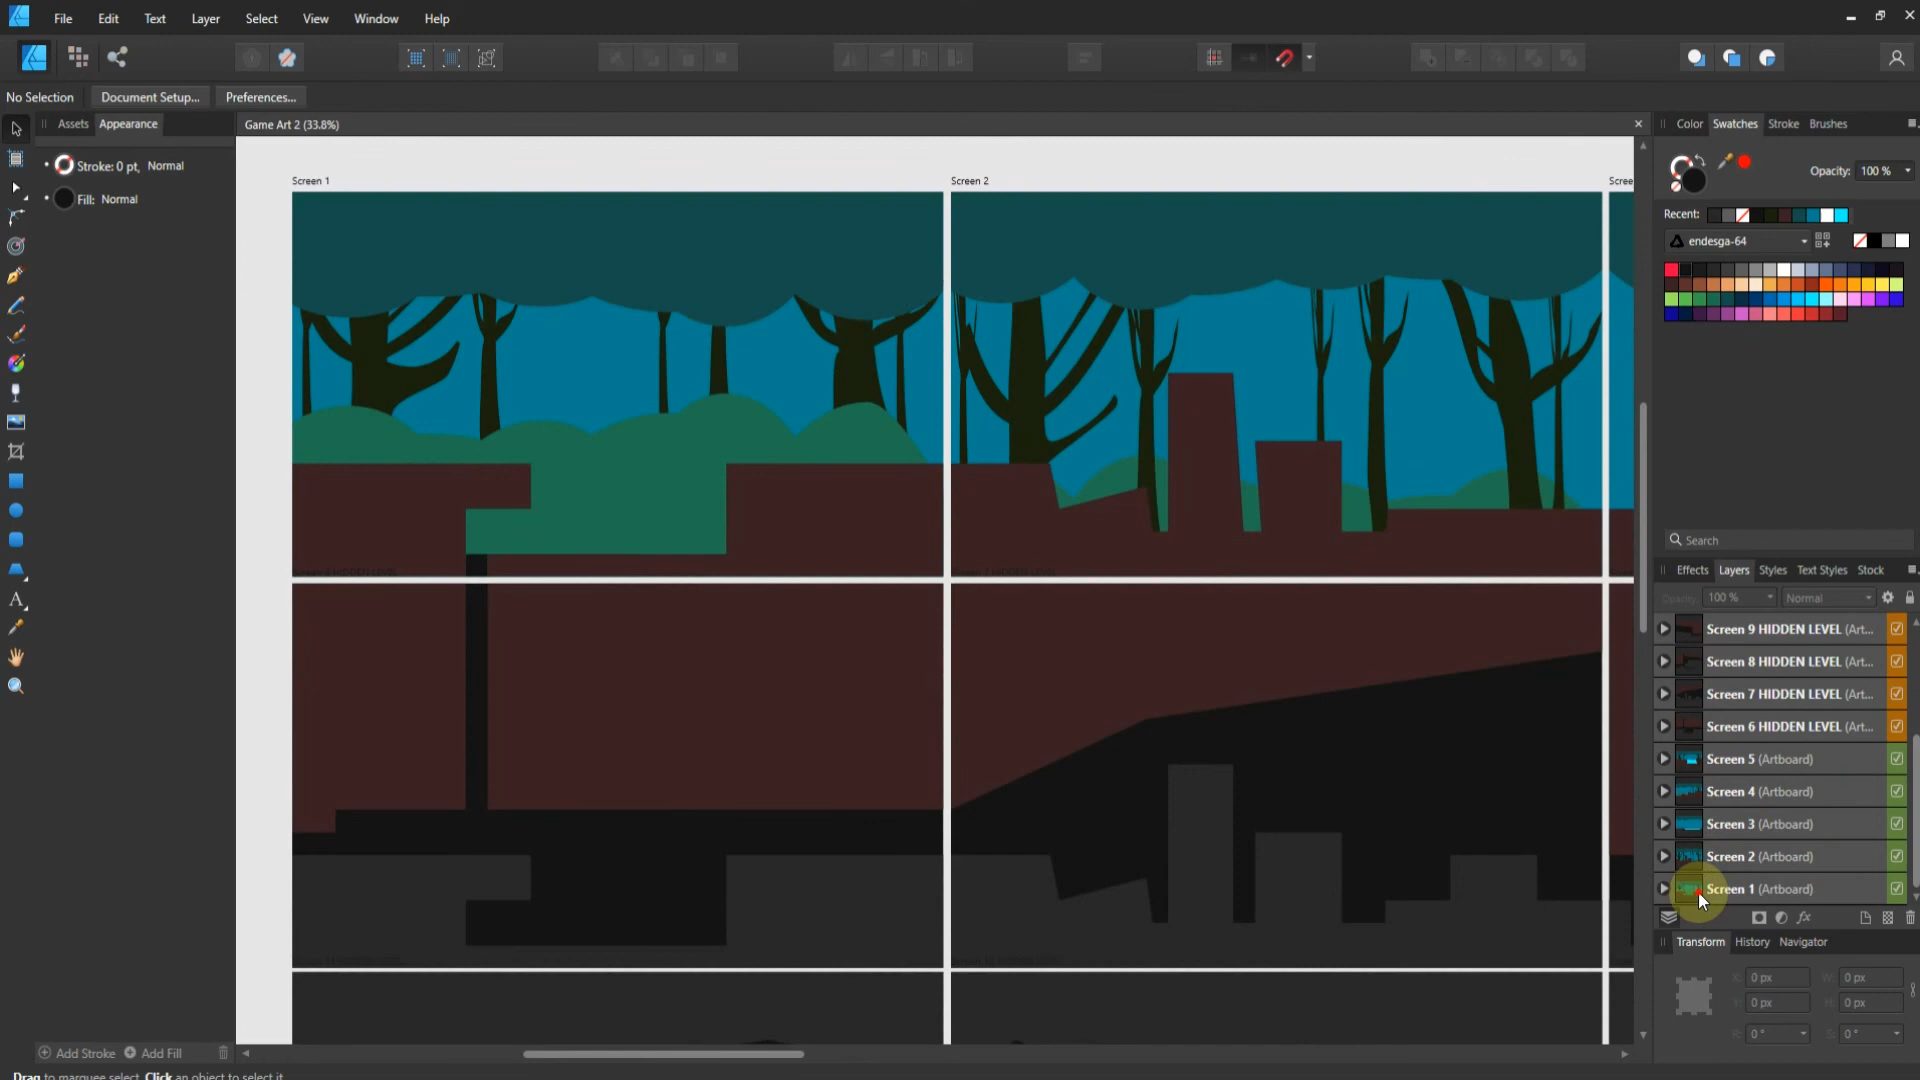 File Edit Text Layer Select View Window Help
No Selection Document Setup... Preferences...
Assets Appearance
Game Art 2 (33.8%)
Color Swatches Stroke Brushes
Stroke: 0 pt, Normal
Fill: Normal
Opacity: 100 %
Recent:
endesga-64
Screen 1
Screen 2
Scree
Search
Effects Layers Styles Text Styles Stock
Opacity: 100 % Normal
Screen 9 HIDDEN LEVEL (Art...
Screen 8 HIDDEN LEVEL (Art...
Screen 7 HIDDEN LEVEL (Art...
Screen 6 HIDDEN LEVEL (Art...
Screen 5 (Artboard)
Screen 4 (Artboard)
Screen 3 (Artboard)
Screen 2 (Artboard)
Screen 1 (Artboard)
Transform History Navigator
X: 0 px W: 0 px
Y: 0 px H: 0 px
R: 0 ° S: 0 °
Add Stroke Add Fill
Drag to marquee select. Click an object to select it.